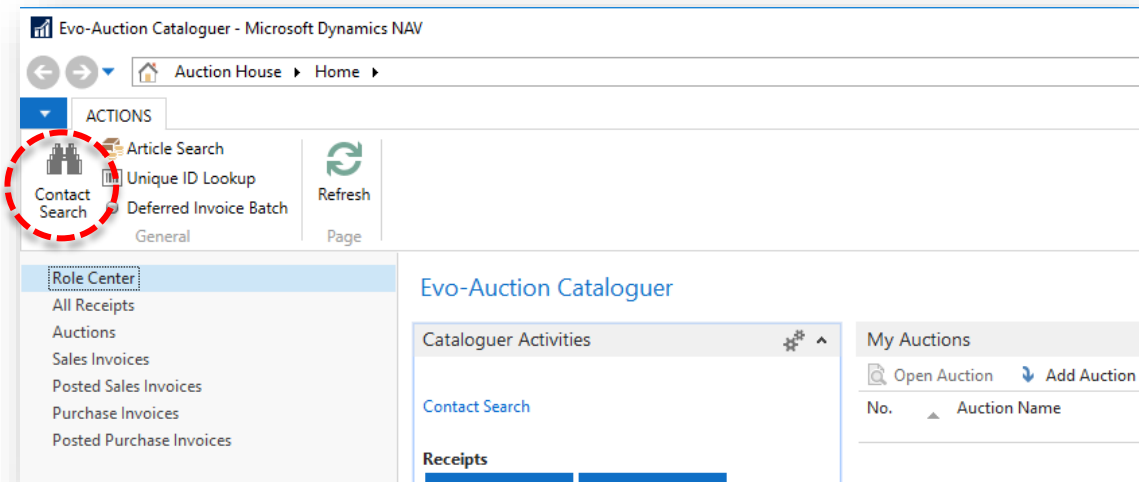 Evo-Auction Cataloguer - Microsoft Dynamics NAV
Auction House Home
ACTIONS
Contact
Search
Article Search
Unique ID Lookup
Deferred Invoice Batch
General
Refresh
Page
Role Center
All Receipts
Auctions
Sales Invoices
Posted Sales Invoices
Purchase Invoices
Posted Purchase Invoices
Evo-Auction Cataloguer
Cataloguer Activities
Contact Search
Receipts
My Auctions
Open Auction Add Auction
No. Auction Name